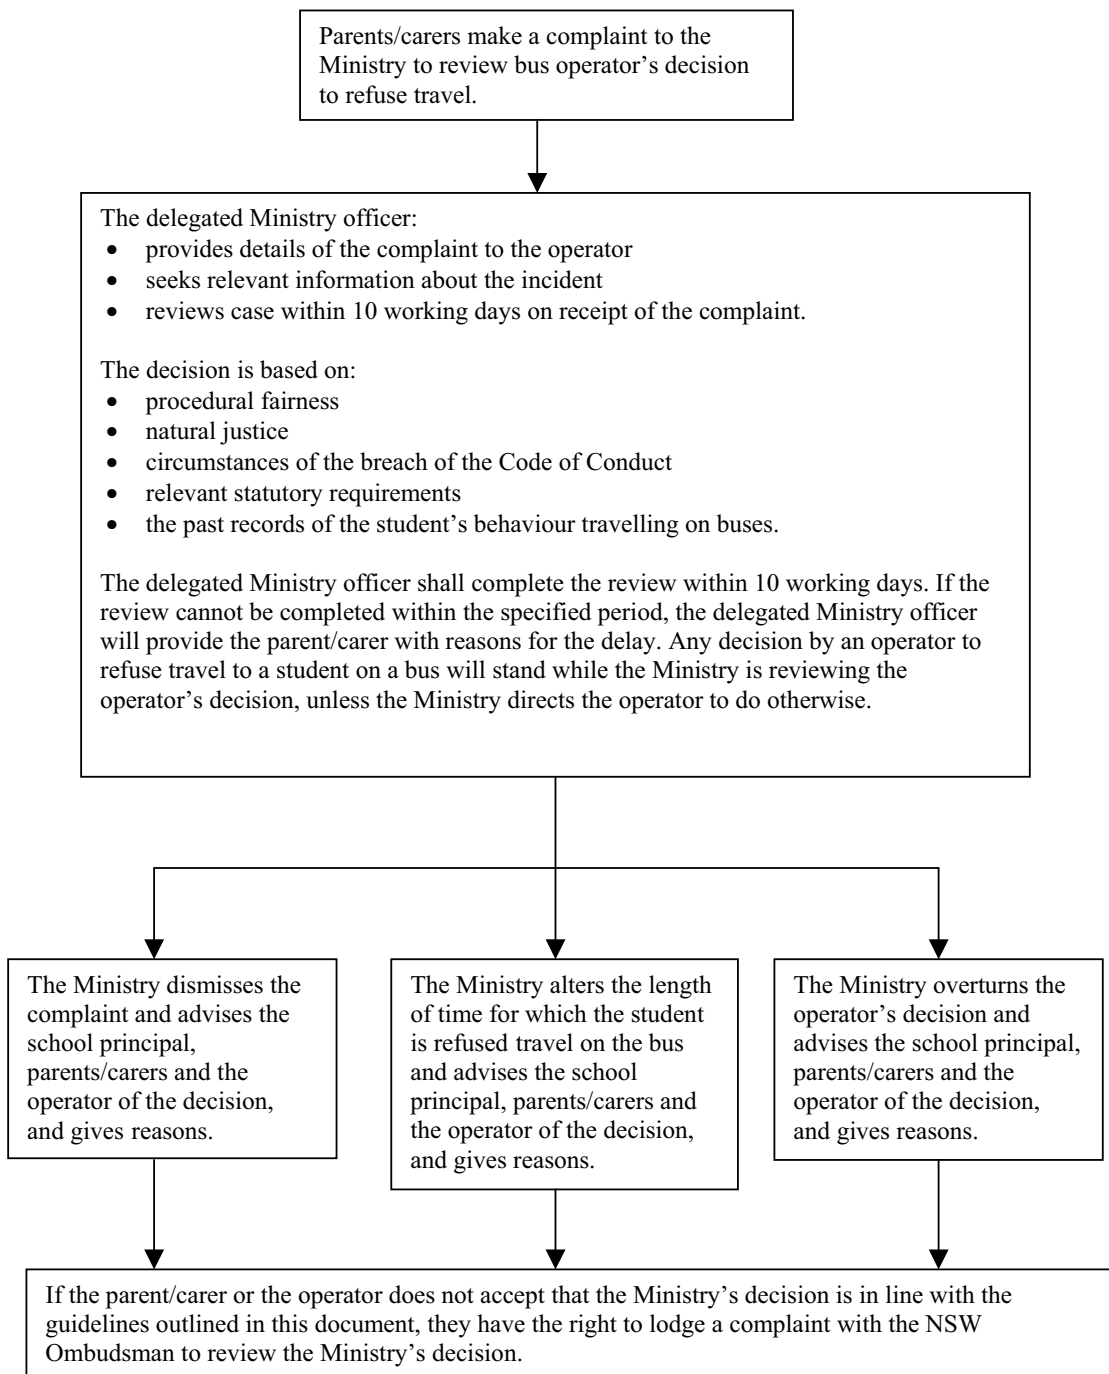 Parents/carers make a complaint to the
Ministry to review bus operator’s decision
to refuse travel.
The delegated Ministry officer:
• provides details of the complaint to the operator
• seeks relevant information about the incident
• reviews case within 10 working days on receipt of the complaint.
The decision is based on:
• procedural fairness
• natural justice
• circumstances of the breach of the Code of Conduct
• relevant statutory requirements
• the past records of the student’s behaviour travelling on buses.
The delegated Ministry officer shall complete the review within 10 working days. If the
review cannot be completed within the specified period, the delegated Ministry officer
will provide the parent/carer with reasons for the delay. Any decision by an operator to
refuse travel to a student on a bus will stand while the Ministry is reviewing the
operator’s decision, unless the Ministry directs the operator to do otherwise.
The Ministry dismisses the
complaint and advises the
school principal,
parents/carers and the
operator of the decision,
and gives reasons.
The Ministry alters the length
of time for which the student
is refused travel on the bus
and advises the school
principal, parents/carers and
the operator of the decision,
and gives reasons.
The Ministry overturns the
operator’s decision and
advises the school principal,
parents/carers and the
operator of the decision,
and gives reasons.
If the parent/carer or the operator does not accept that the Ministry’s decision is in line with the
guidelines outlined in this document, they have the right to lodge a complaint with the NSW
Ombudsman to review the Ministry’s decision.